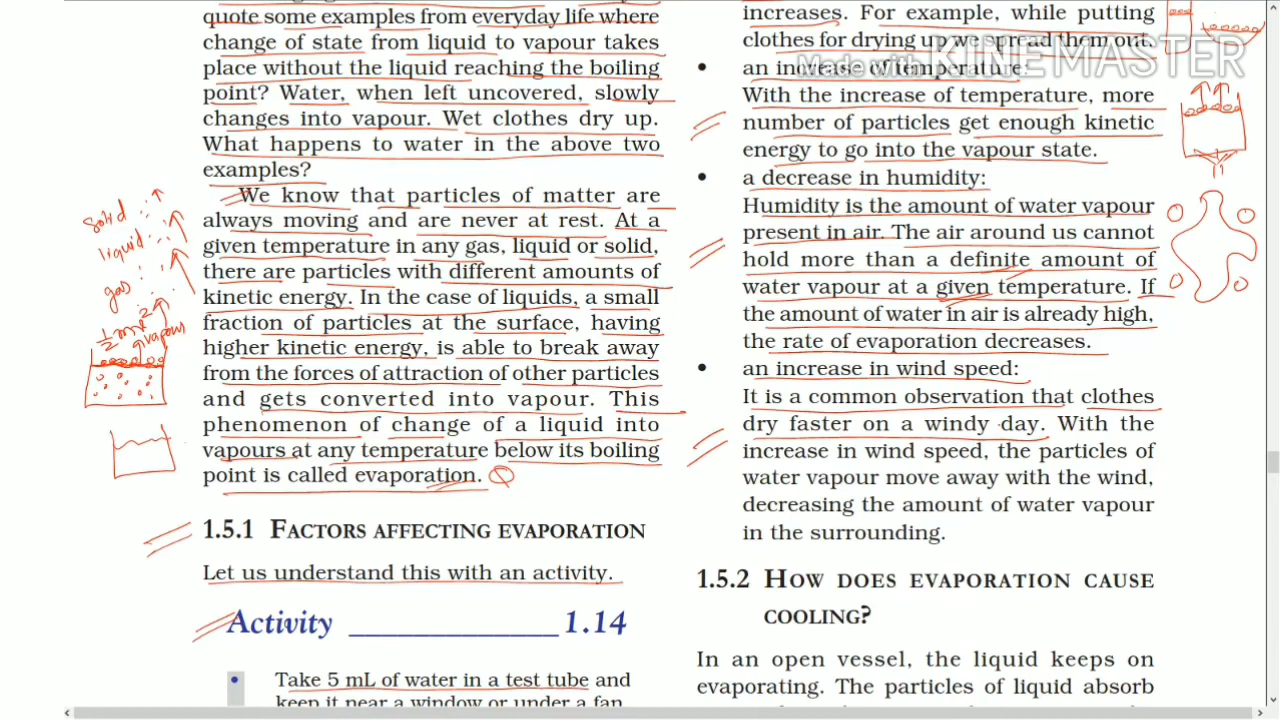 quote some examples from everyday life where
change of state from liquid to vapour takes
place without the liquid reaching the boiling
point? Water, when left uncovered, slowly
changes into vapour. Wet clothes dry up.
What happens to water in the above two
examples?
We know that particles of matter are
always moving and are never at rest. At a
given temperature in any gas, liquid or solid,
there are particles with different amounts of
kinetic energy. In the case of liquids, a small
fraction of particles at the surface, having
higher kinetic energy, is able to break away
from the forces of attraction of other particles
and gets converted into vapour. This
phenomenon of change of a liquid into
vapours at any temperature below its boiling
point is called evaporation.
solid
liquid
gas
vapour
1.5.1 FACTORS AFFECTING EVAPORATION
Let us understand this with an activity.
Activity ______________ 1.14
• Take 5 mL of water in a test tube and
keep it near a window or under a fan
increases. For example, while putting
clothes for drying up we spread them out.
Made with KINEMASTER
• an increase of temperature:
With the increase of temperature, more
number of particles get enough kinetic
energy to go into the vapour state.
• a decrease in humidity:
Humidity is the amount of water vapour
present in air. The air around us cannot
hold more than a definite amount of
water vapour at a given temperature. If
the amount of water in air is already high,
the rate of evaporation decreases.
• an increase in wind speed:
It is a common observation that clothes
dry faster on a windy day. With the
increase in wind speed, the particles of
water vapour move away with the wind,
decreasing the amount of water vapour
in the surrounding.
1.5.2 HOW DOES EVAPORATION CAUSE
COOLING?
In an open vessel, the liquid keeps on
evaporating. The particles of liquid absorb